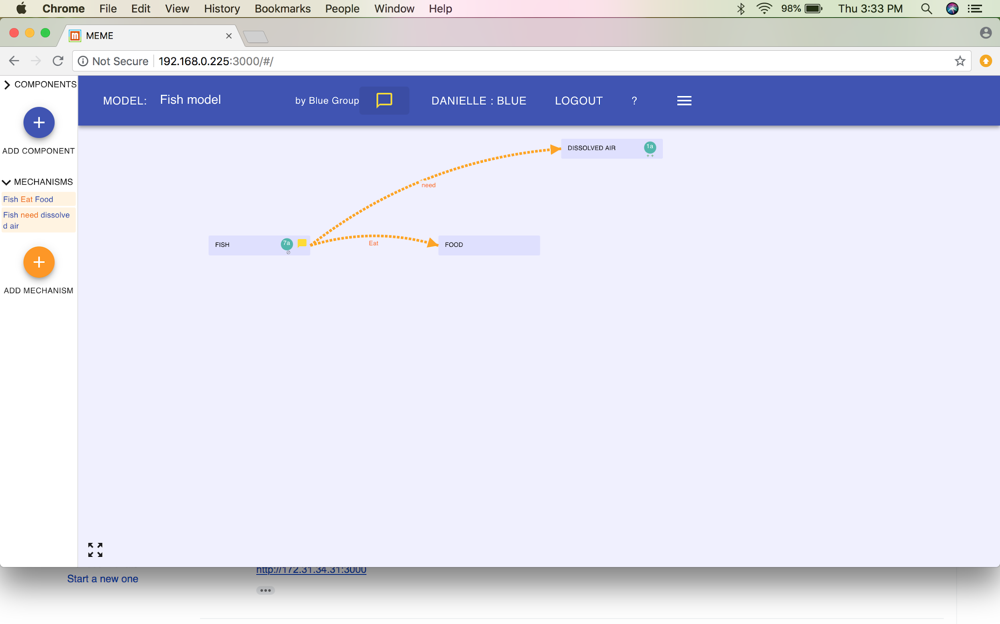 Chrome File Edit View History Bookmarks People Window Help 98% Thu 3:33 PM
MEME
Not Secure 192.168.0.225:3000/#/
COMPONENTS
MODEL: Fish model by Blue Group DANIELLE : BLUE LOGOUT ?
ADD COMPONENT
DISSOLVED AIR 1a
++
need
MECHANISMS
Fish Eat Food
Fish need dissolve
d air
FISH 7a
Eat
FOOD
ADD MECHANISM
http://172.31.34.31:3000
Start a new one